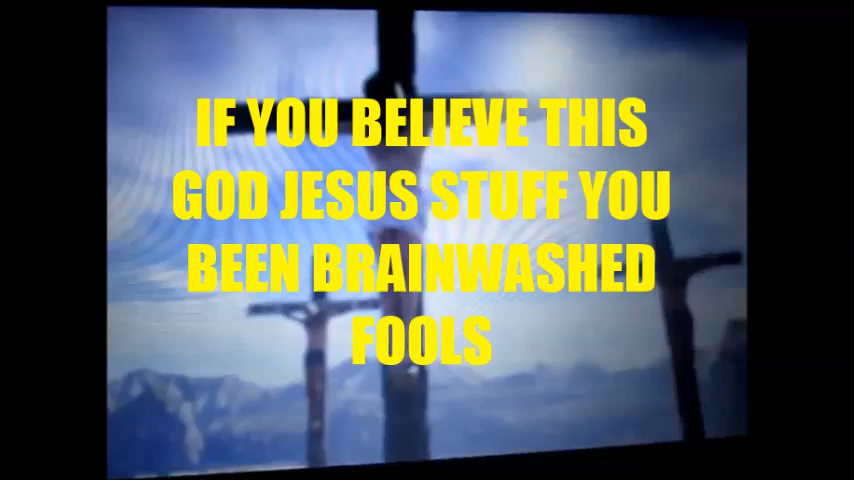 IF YOU BELIEVE THIS
GOD JESUS STUFF YOU
BEEN BRAINWASHED
FOOLS